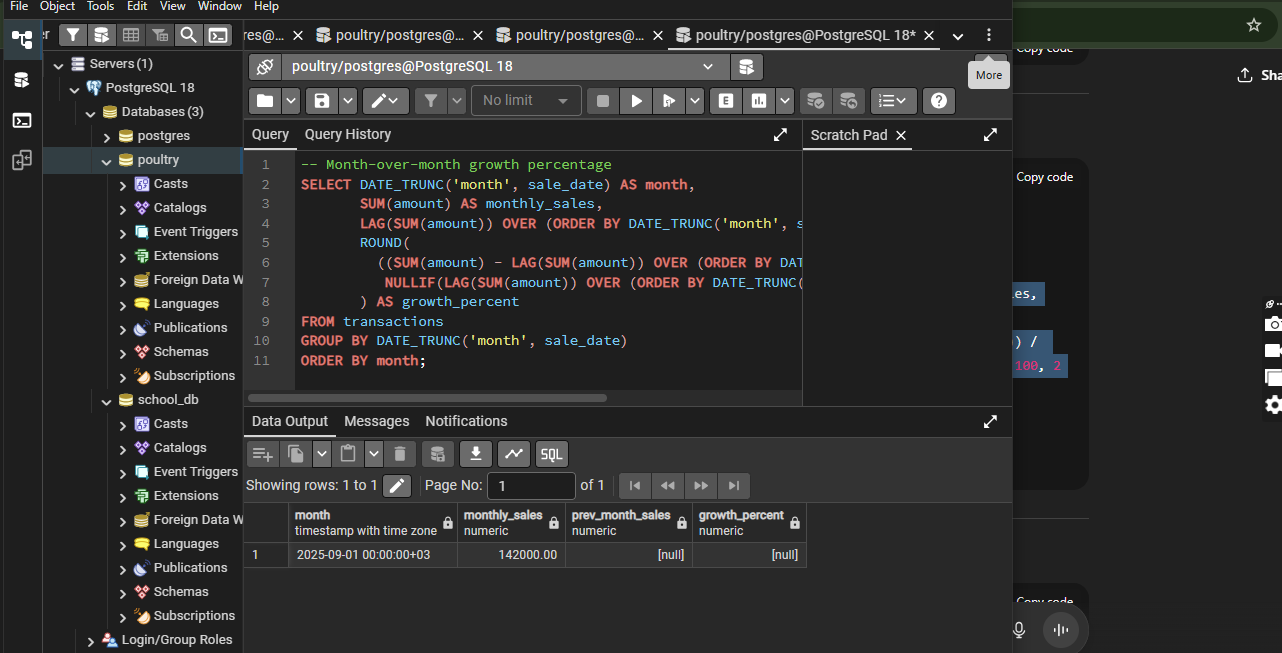 File Object Tools Edit View Window Help
poultry/postgres@... poultry/postgres@... poultry/postgres@PostgreSQL 18*
Servers (1)
PostgreSQL 18
Databases (3)
postgres
poultry
Casts
Catalogs
Event Triggers
Extensions
Foreign Data W
Languages
Publications
Schemas
Subscriptions
school_db
Casts
Catalogs
Event Triggers
Extensions
Foreign Data W
Languages
Publications
Schemas
Subscriptions
Login/Group Roles
poultry/postgres@PostgreSQL 18
More
No limit
E
Query Query History
Scratch Pad
1 -- Month-over-month growth percentage
2 SELECT DATE_TRUNC('month', sale_date) AS month,
3 SUM(amount) AS monthly_sales,
4 LAG(SUM(amount)) OVER (ORDER BY DATE_TRUNC('month', s
5 ROUND(
6 ((SUM(amount) - LAG(SUM(amount)) OVER (ORDER BY DAT
7 NULLIF(LAG(SUM(amount)) OVER (ORDER BY DATE_TRUNC(
8 ) AS growth_percent
9 FROM transactions
10 GROUP BY DATE_TRUNC('month', sale_date)
11 ORDER BY month;
Data Output Messages Notifications
SQL
Showing rows: 1 to 1 Page No: 1 of 1
month monthly_sales prev_month_sales growth_percent
timestamp with time zone numeric numeric numeric
1 2025-09-01 00:00:00+03 142000.00 [null] [null]
Copy code
Sha
Copy code
es,
) /
100, 2
Copy code